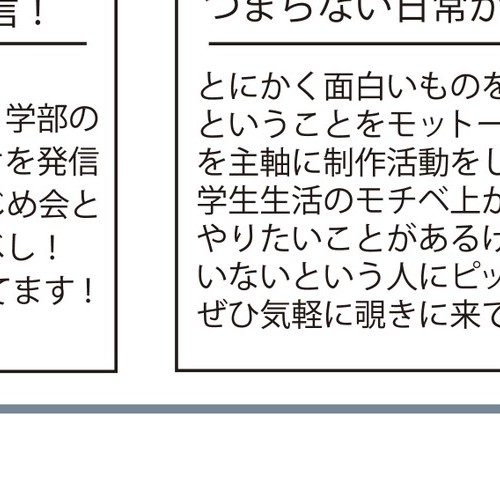 信！
学部の
を発信
じめ会と
し！
てます！
つまらない日常か
とにかく面白いものを
ということをモットー
を主軸に制作活動をし
学生生活のモチベ上が
やりたいことがあるけ
いないという人にピッ
ぜひ気軽に覗きに来て